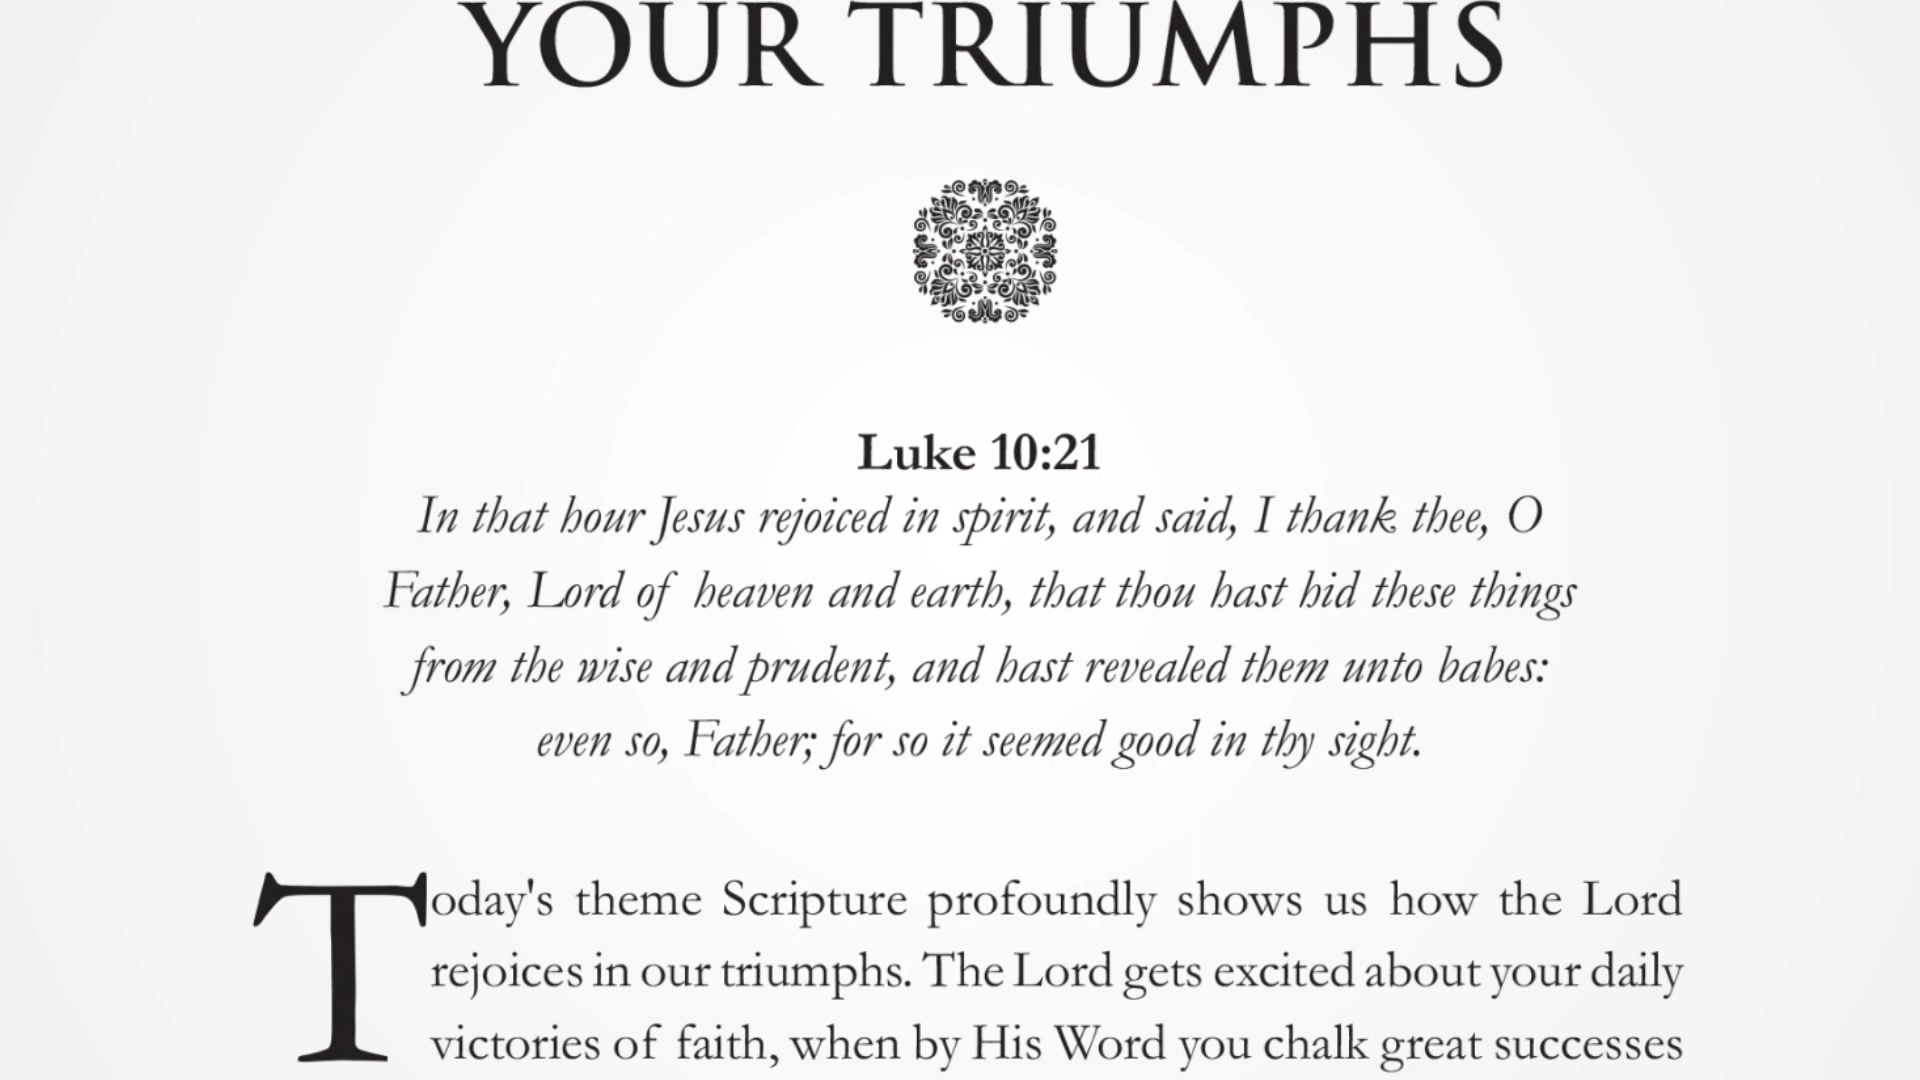 YOUR TRIUMPHS
Luke 10:21
In that hour Jesus rejoiced in spirit, and said, I thank thee, O
Father, Lord of heaven and earth, that thou hast hid these things
from the wise and prudent, and hast revealed them unto babes:
even so, Father; for so it seemed good in thy sight.
Today's theme Scripture profoundly shows us how the Lord
rejoices in our triumphs. The Lord gets excited about your daily
victories of faith, when by His Word you chalk great successes